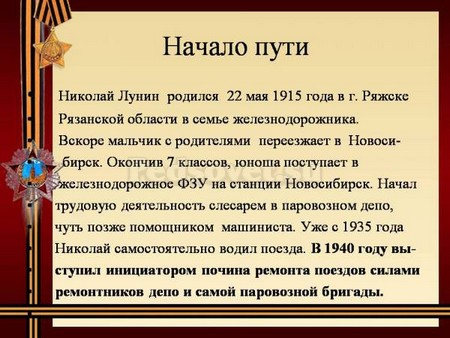 Начало пути
Николай Лунин родился 22 мая 1915 года в г. Ряжске
Рязанской области в семье железнодорожника.
Вскоре мальчик с родителями переезжает в Новоси-
бирск. Окончив 7 классов, юноша поступает в
железнодорожное ФЗУ на станции Новосибирск. Начал
трудовую деятельность слесарем в паровозном депо,
чуть позже помощником машиниста. Уже с 1935 года
Николай самостоятельно водил поезда. В 1940 году вы-
ступил инициатором почина ремонта поездов силами
ремонтников депо и самой паровозной бригады.